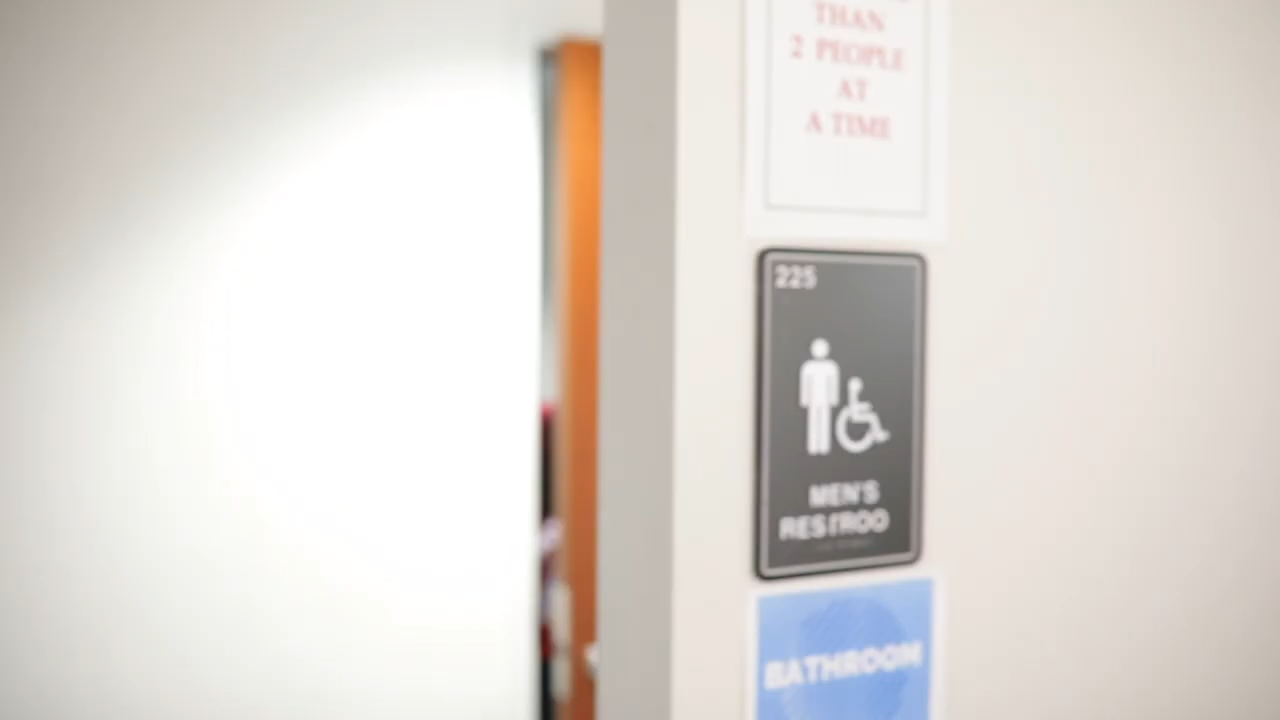 THAN
2 PEOPLE
AT
A TIME
225
MEN'S
RESTROO
BATHROOM